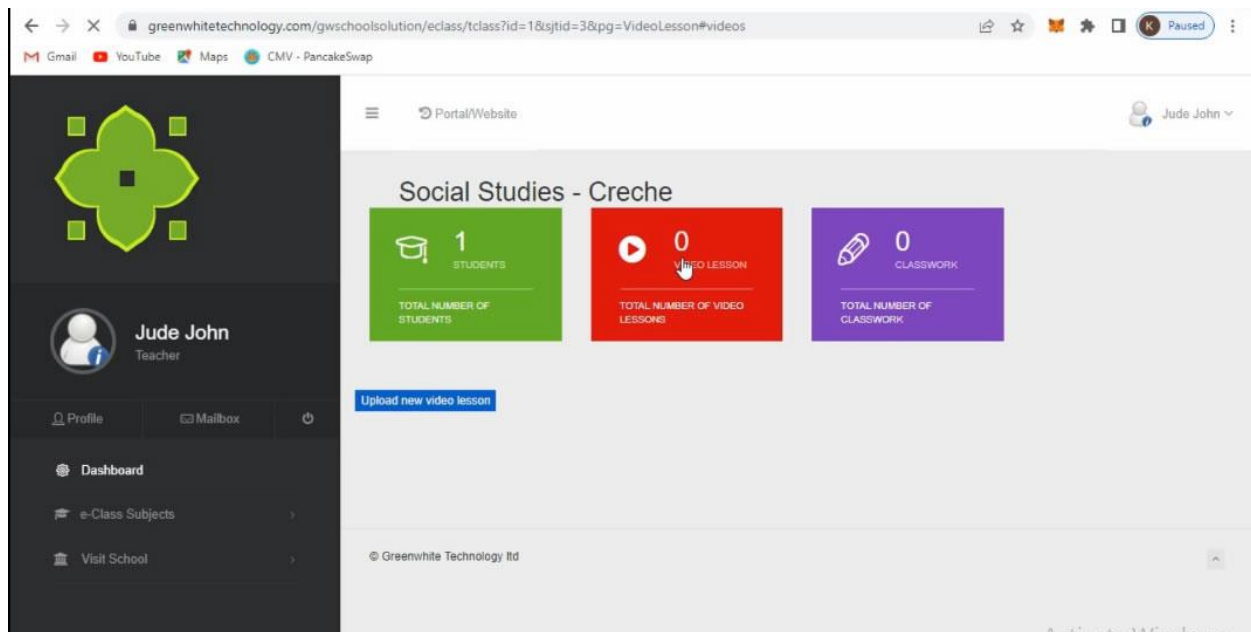 greenwhitetechnology.com/gwschoolsolution/eclass/tclass?id=1&sjtid=3&pg=VideoLesson#videos
K Paused
Gmail YouTube Maps CMV - PancakeSwap
Portal/Website
Jude John
Social Studies - Creche
1
STUDENTS
TOTAL NUMBER OF
STUDENTS
0
VIDEO LESSON
TOTAL NUMBER OF VIDEO
LESSONS
0
CLASSWORK
TOTAL NUMBER OF
CLASSWORK
Jude John
Teacher
Upload new video lesson
Profile Mailbox
Dashboard
e-Class Subjects
Visit School
© Greenwhite Technology ltd